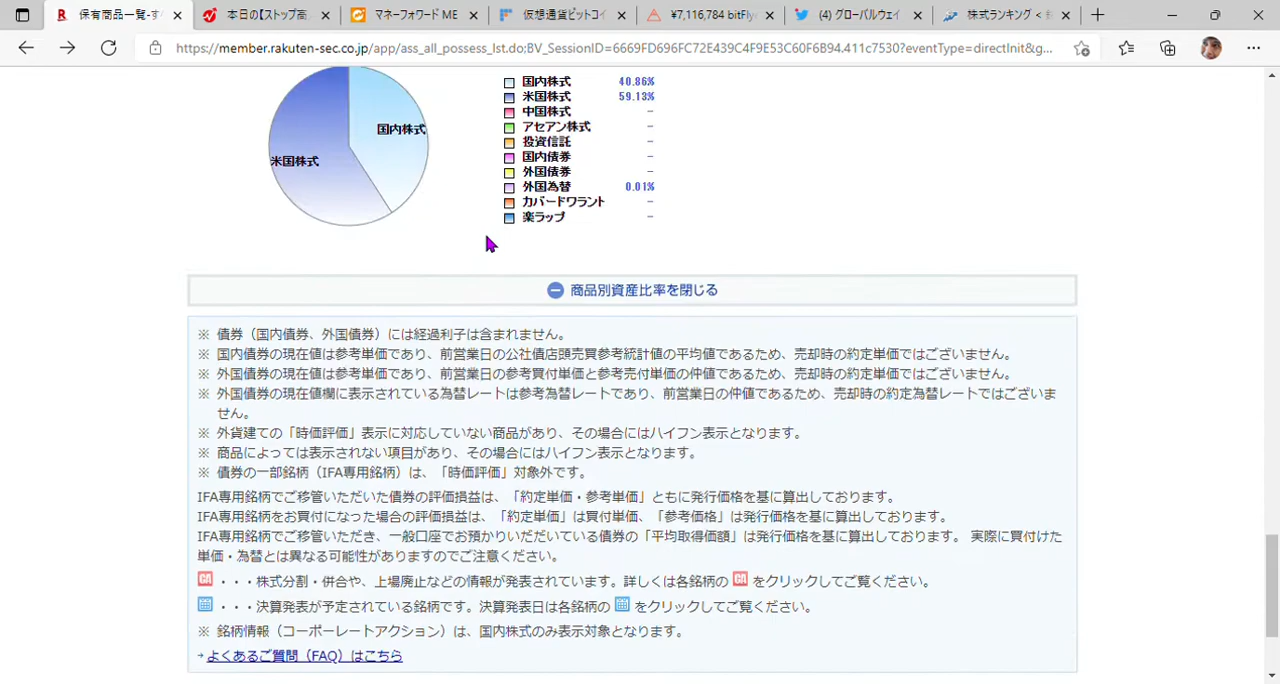 保有商品一覧-す
本日の【ストップ高
マネーフォワード ME
仮想通貨ビットコイ
¥7,116,784 bitFly
(4) グローバルウェイ
株式ランキング <
https://member.rakuten-sec.co.jp/app/ass_all_possess_lst.do;BV_SessionID=6669FD696FC72E439C4F9E53C60F6B94.411c7530?eventType=directInit&g...
国内株式
米国株式
国内株式 40.86%
米国株式 59.13%
中国株式 -
アセアン株式 -
投資信託 -
国内債券 -
外国債券 -
外国為替 0.01%
カバードワラント -
楽ラップ -
商品別資産比率を閉じる
※ 債券（国内債券、外国債券）には経過利子は含まれません。
※ 国内債券の現在値は参考単価であり、前営業日の公社債店頭売買参考統計値の平均値であるため、売却時の約定単価ではございません。
※ 外国債券の現在値は参考単価であり、前営業日の参考買付単価と参考売付単価の仲値であるため、売却時の約定単価ではございません。
※ 外国債券の現在値欄に表示されている為替レートは参考為替レートであり、前営業日の仲値であるため、売却時の約定為替レートではございま
せん。
※ 外貨建ての「時価評価」表示に対応していない商品があり、その場合にはハイフン表示となります。
※ 商品によっては表示されない項目があり、その場合にはハイフン表示となります。
※ 債券の一部銘柄（IFA専用銘柄）は、「時価評価」対象外です。
IFA専用銘柄でご移管いただいた債券の評価損益は、「約定単価・参考単価」ともに発行価格を基に算出しております。
IFA専用銘柄をお買付になった場合の評価損益は、「約定単価」は買付単価、「参考価格」は発行価格を基に算出しております。
IFA専用銘柄でご移管いただき、一般口座でお預かりいだだいている債券の「平均取得価額」は発行価格を基に算出しております。 実際に買付けた
単価・為替とは異なる可能性がありますのでご注意ください。
CA ・・・株式分割・併合や、上場廃止などの情報が発表されています。詳しくは各銘柄の CA をクリックしてご覧ください。
・・・決算発表が予定されている銘柄です。決算発表日は各銘柄の をクリックしてご覧ください。
※ 銘柄情報（コーポレートアクション）は、国内株式のみ表示対象となります。
よくあるご質問（FAQ）はこちら